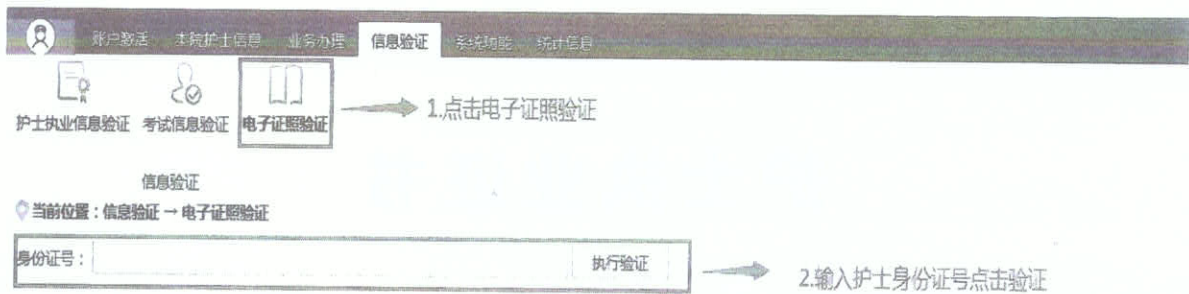 账户激活 本院护士信息 业务办理 信息验证 系统功能 统计信息
护士执业信息验证 考试信息验证 电子证照验证
1.点击电子证照验证
信息验证
当前位置：信息验证 → 电子证照验证
身份证号： 执行验证
2.输入护士身份证号点击验证